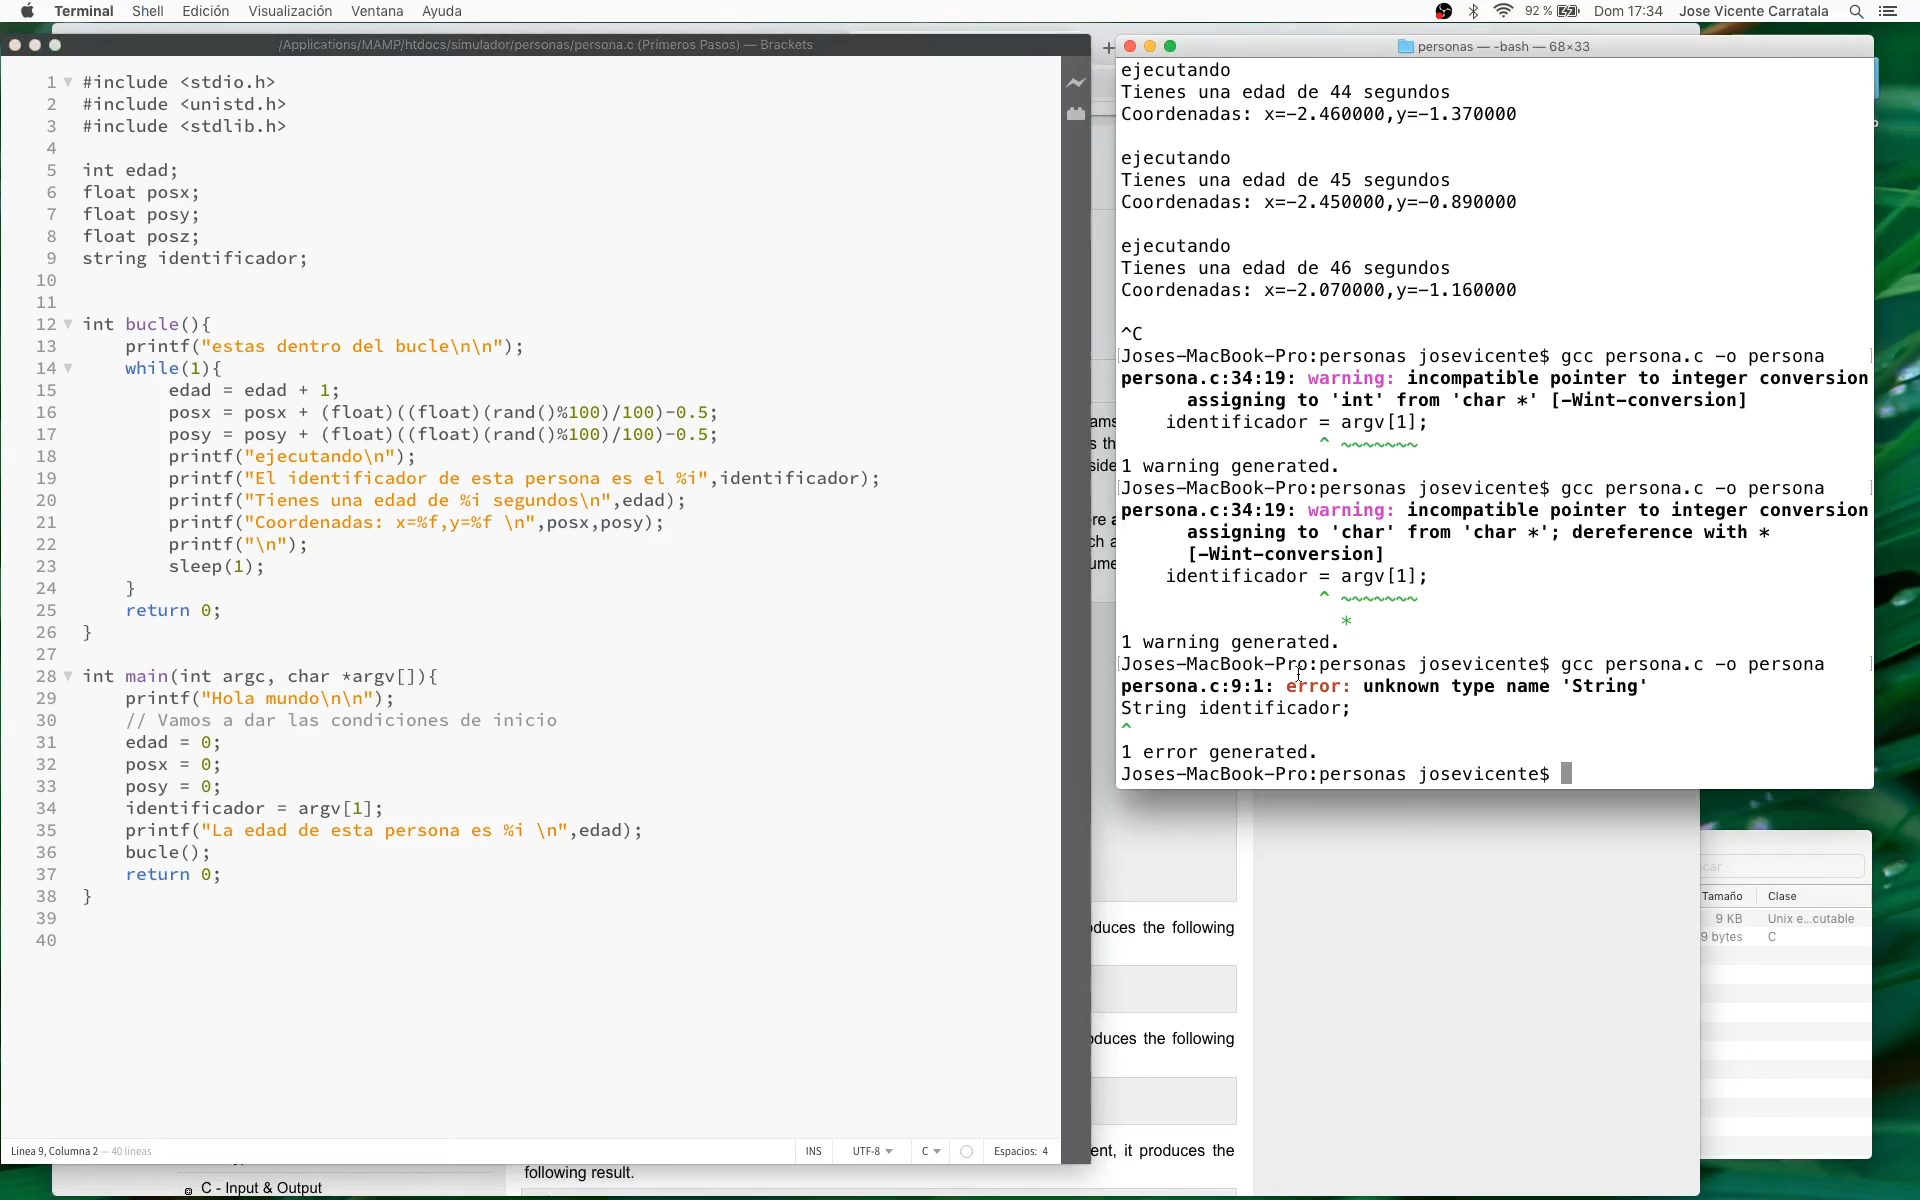 Terminal Shell Edición Visualización Ventana Ayuda
92 % Dom 17:34 Jose Vicente Carratala
/Applications/MAMP/htdocs/simulador/personas/persona.c (Primeros Pasos) — Brackets
1 #include <stdio.h>
2 #include <unistd.h>
3 #include <stdlib.h>
4
5 int edad;
6 float posx;
7 float posy;
8 float posz;
9 string identificador;
10
11
12 int bucle(){
13 printf("estas dentro del bucle\n\n");
14 while(1){
15 edad = edad + 1;
16 posx = posx + (float)((float)(rand()%100)/100)-0.5;
17 posy = posy + (float)((float)(rand()%100)/100)-0.5;
18 printf("ejecutando\n");
19 printf("El identificador de esta persona es el %i",identificador);
20 printf("Tienes una edad de %i segundos\n",edad);
21 printf("Coordenadas: x=%f,y=%f \n",posx,posy);
22 printf("\n");
23 sleep(1);
24 }
25 return 0;
26 }
27
28 int main(int argc, char *argv[]){
29 printf("Hola mundo\n\n");
30 // Vamos a dar las condiciones de inicio
31 edad = 0;
32 posx = 0;
33 posy = 0;
34 identificador = argv[1];
35 printf("La edad de esta persona es %i \n",edad);
36 bucle();
37 return 0;
38 }
39
40
Línea 9, Columna 2 — 40 líneas
INS UTF-8 C Espacios: 4
personas — -bash — 68×33
ejecutando
Tienes una edad de 44 segundos
Coordenadas: x=-2.460000,y=-1.370000
ejecutando
Tienes una edad de 45 segundos
Coordenadas: x=-2.450000,y=-0.890000
ejecutando
Tienes una edad de 46 segundos
Coordenadas: x=-2.070000,y=-1.160000
^C
[Joses-MacBook-Pro:personas josevicente$ gcc persona.c -o persona ]
persona.c:34:19: warning: incompatible pointer to integer conversion
assigning to 'int' from 'char *' [-Wint-conversion]
identificador = argv[1];
^ ~~~~~~~
1 warning generated.
[Joses-MacBook-Pro:personas josevicente$ gcc persona.c -o persona ]
persona.c:34:19: warning: incompatible pointer to integer conversion
assigning to 'char' from 'char *'; dereference with *
[-Wint-conversion]
identificador = argv[1];
^ ~~~~~~~
*
1 warning generated.
[Joses-MacBook-Pro:personas josevicente$ gcc persona.c -o persona ]
persona.c:9:1: error: unknown type name 'String'
String identificador;
^
1 error generated.
Joses-MacBook-Pro:personas josevicente$
Tamaño Clase
9 KB Unix e...cutable
9 bytes C
duces the following
duces the following
ent, it produces the
following result.
C - Input & Output